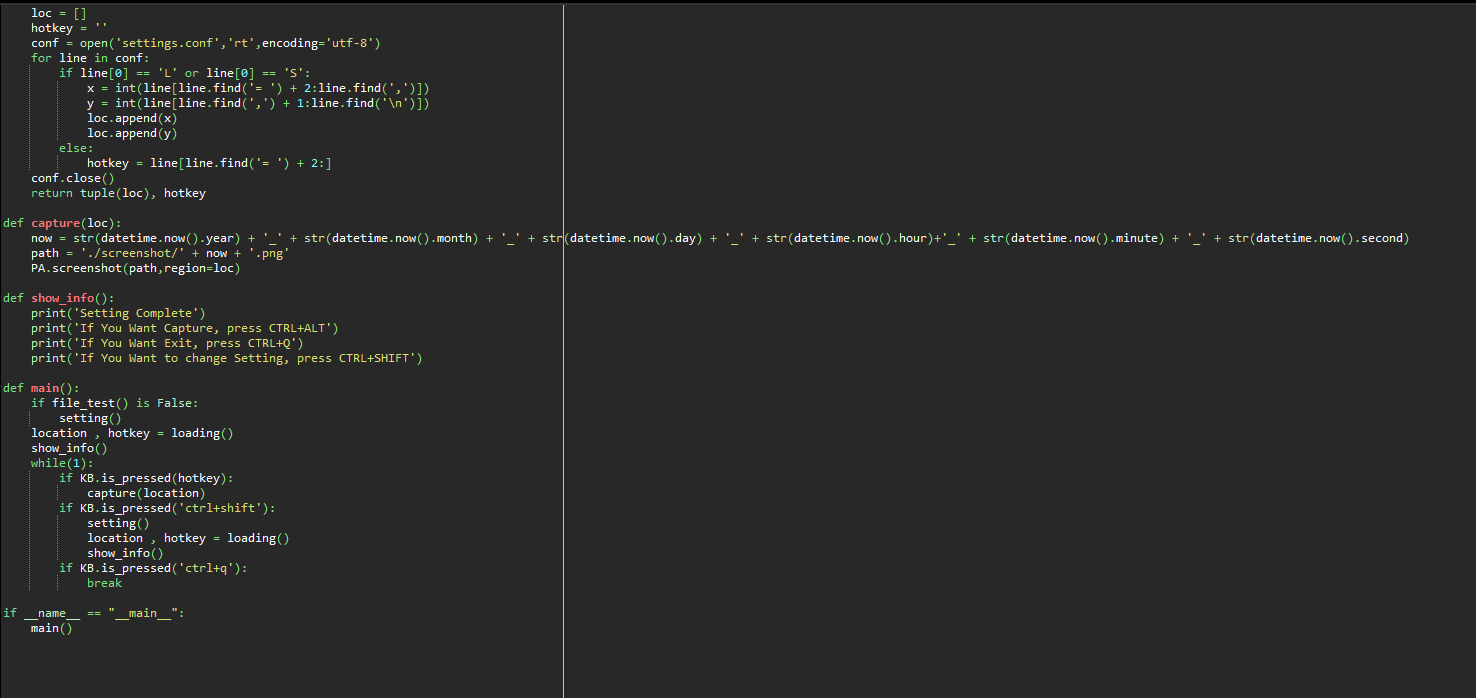 loc = []
    hotkey = ''
    conf = open('settings.conf','rt',encoding='utf-8')
    for line in conf:
        if line[0] == 'L' or line[0] == 'S':
            x = int(line[line.find('= ') + 2:line.find(',')])
            y = int(line[line.find(',') + 1:line.find('\n')])
            loc.append(x)
            loc.append(y)
        else:
            hotkey = line[line.find('= ') + 2:]
    conf.close()
    return tuple(loc), hotkey

def capture(loc):
    now = str(datetime.now().year) + '_' + str(datetime.now().month) + '_' + str(datetime.now().day) + '_' + str(datetime.now().hour)+'_' + str(datetime.now().minute) + '_' + str(datetime.now().second)
    path = './screenshot/' + now + '.png'
    PA.screenshot(path,region=loc)

def show_info():
    print('Setting Complete')
    print('If You Want Capture, press CTRL+ALT')
    print('If You Want Exit, press CTRL+Q')
    print('If You Want to change Setting, press CTRL+SHIFT')

def main():
    if file_test() is False:
        setting()
    location , hotkey = loading()
    show_info()
    while(1):
        if KB.is_pressed(hotkey):
            capture(location)
        if KB.is_pressed('ctrl+shift'):
            setting()
            location , hotkey = loading()
            show_info()
        if KB.is_pressed('ctrl+q'):
            break

if __name__ == "__main__":
    main()